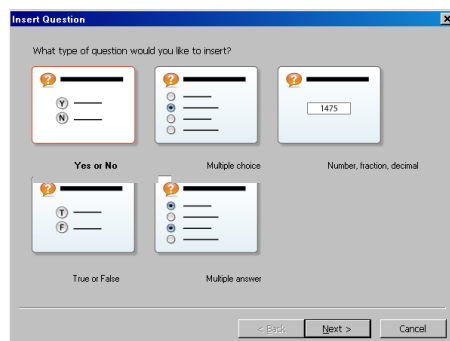 Insert Question
What type of question would you like to insert?
?
Y
N
?
?
1475
Yes or No
Multiple choice
Number, fraction, decimal
?
T
F
?
True or False
Multiple answer
< Back
Next >
Cancel